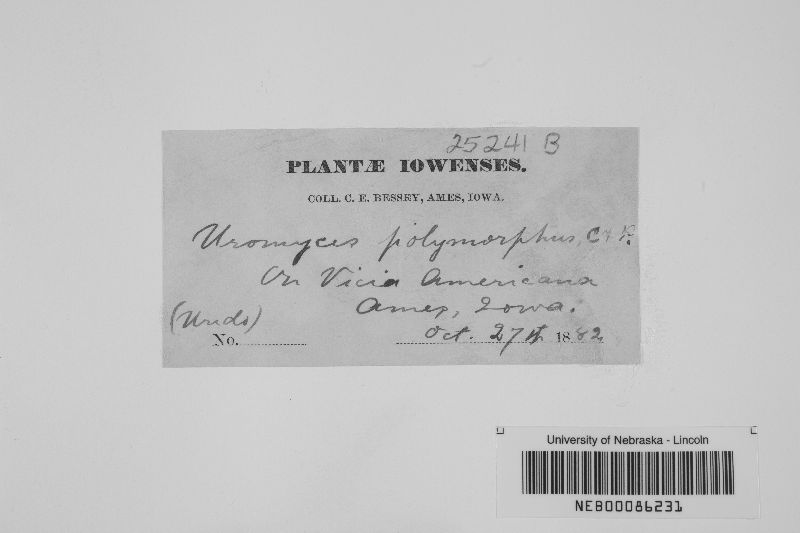 25241 B
PLANTÆ IOWENSES.
COLL. C. E. BESSEY, AMES, IOWA.
Uromyces polymorphus, C & P.
On Vicia Americana
Ames, Iowa.
(Uredo)
No. Oct. 27th 1882
University of Nebraska - Lincoln
NEB00086231